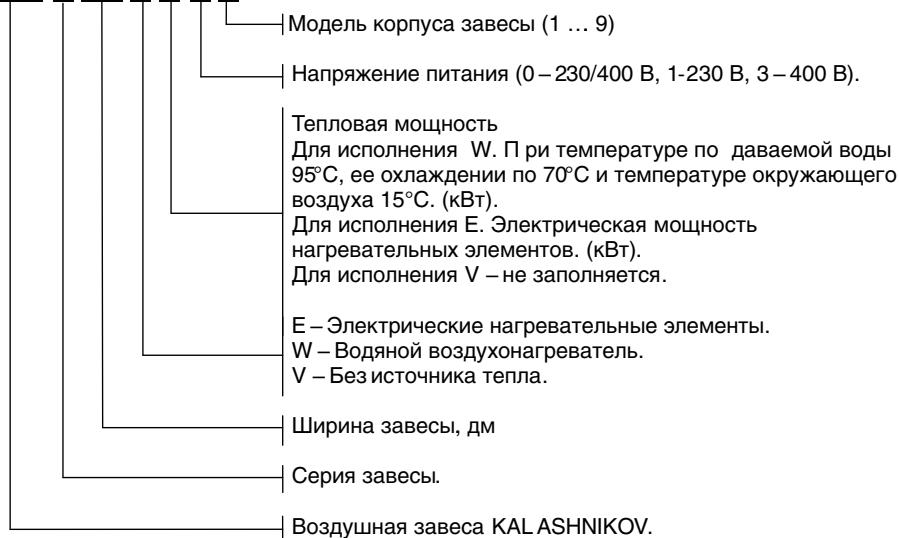 Модель корпуса завесы (1 … 9)
Напряжение питания (0 – 230/400 В, 1-230 В, 3 – 400 В).
Тепловая мощность
Для исполнения W. П ри температуре по даваемой воды
95°С, ее охлаждении по 70°С и температуре окружающего
воздуха 15°С. (кВт).
Для исполнения Е. Электрическая мощность
нагревательных элементов. (кВт).
Для исполнения V – не заполняется.
Е – Электрические нагревательные элементы.
W – Водяной воздухонагреватель.
V – Без источника тепла.
Ширина завесы, дм
Серия завесы.
Воздушная завеса KALASHNIKOV.